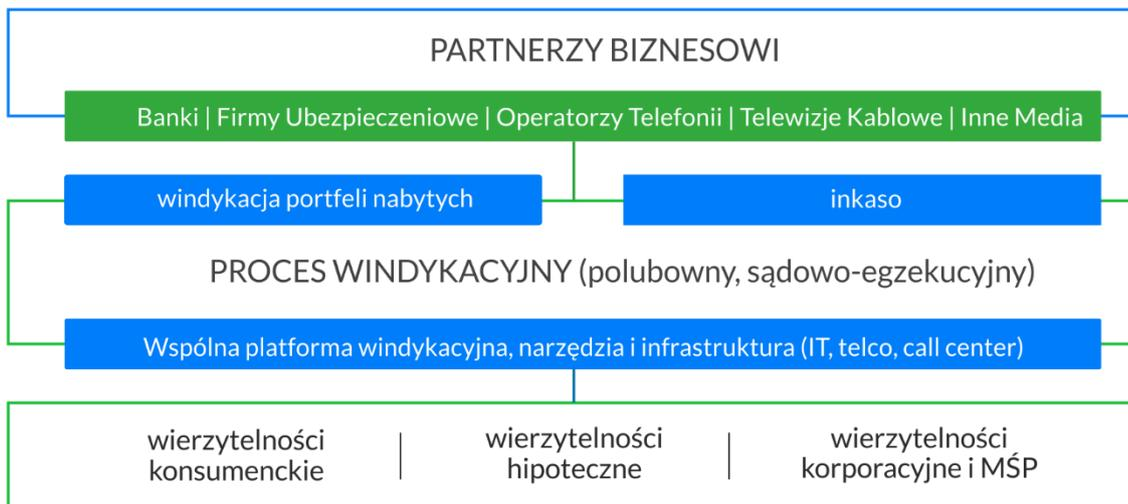 PARTNERZY BIZNESOWI
Banki | Firmy Ubezpieczeniowe | Operatorzy Telefonii | Telewizje Kablowe | Inne Media
windykacja portfeli nabytych
inkaso
PROCES WINDYKACYJNY (polubowny, sądowo-egzekucyjny)
Wspólna platforma windykacyjna, narzędzia i infrastruktura (IT, telco, call center)
wierzytelności
konsumenckie
wierzytelności
hipoteczne
wierzytelności
korporacyjne i MŚP